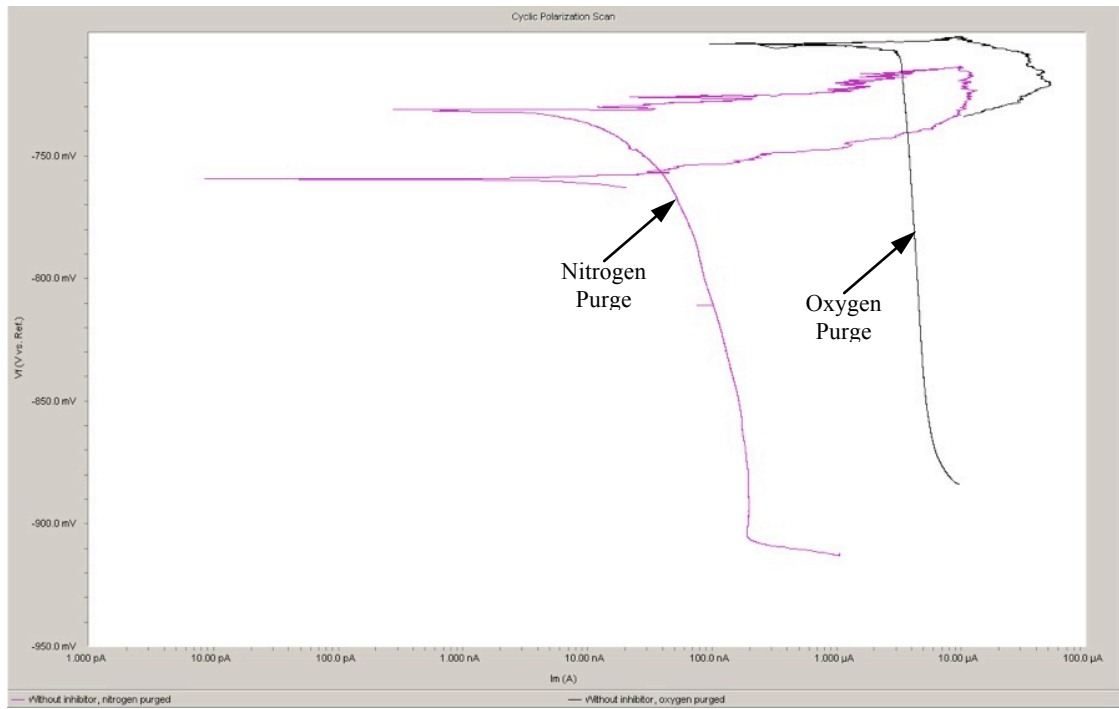 Cyclic Polarization Scan
Vf (V vs. Ref.)
-750.0 mV
-800.0 mV
-850.0 mV
-900.0 mV
-950.0 mV
Nitrogen
Purge
Oxygen
Purge
1.000 pA 10.00 pA 100.0 pA 1.000 nA 10.00 nA 100.0 nA 1.000 µA 10.00 µA 100.0 µA
Im (A)
Without inhibitor, nitrogen purged
Without inhibitor, oxygen purged